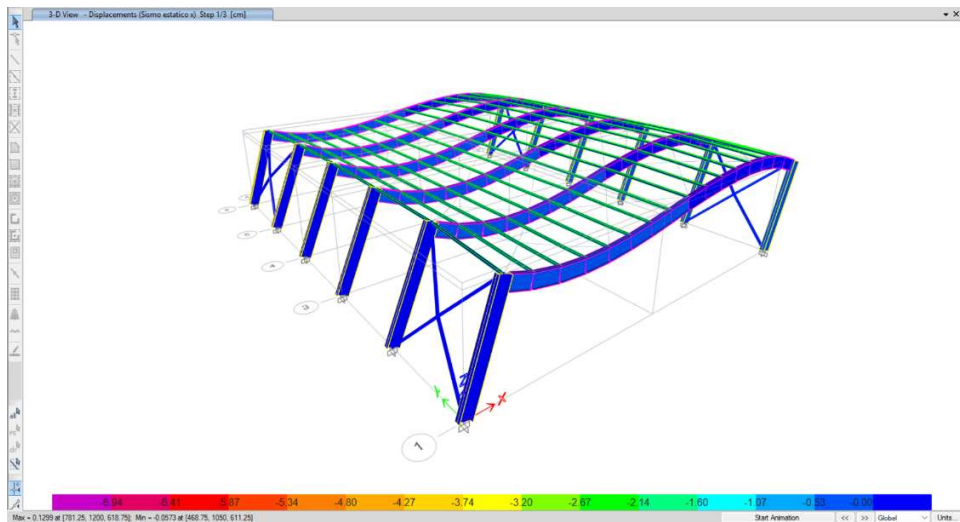 3-D View - Displacements (Sismo estatico x) Step 1/3 [cm]
X
Y
Z
3
1
-6.94 -6.41 -5.87 -5.34 -4.80 -4.27 -3.74 -3.20 -2.67 -2.14 -1.60 -1.07 -0.53 -0.00
Max = 0.1299 at [781.25, 1200, 618.75]; Min = -0.0573 at [468.75, 1050, 611.25]
Start Animation << >> Global Units...